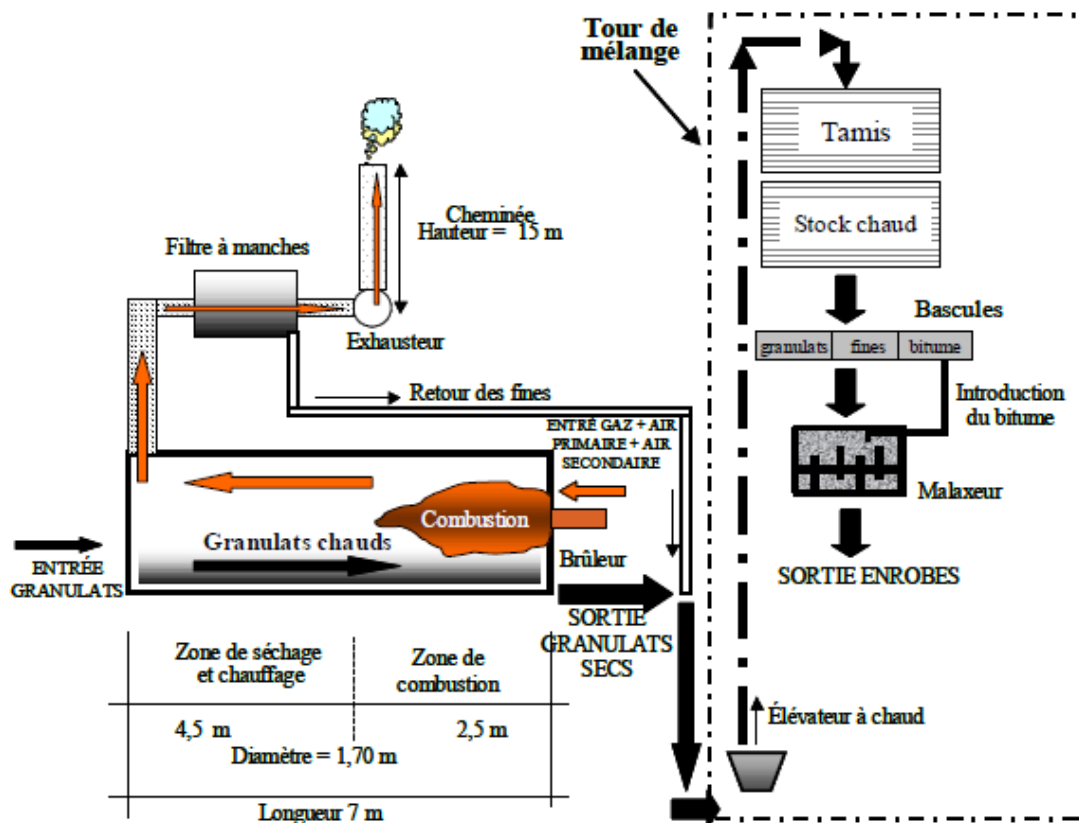 Tour de
mélange
Tamis
Stock chaud
Cheminée
Hauteur = 15 m
Filtre à manches
Exhausteur
Bascules
granulats
fines
bitume
Retour des fines
Introduction
du bitume
ENTRÉ GAZ + AIR
PRIMAIRE + AIR
SECONDAIRE
Malaxeur
Combustion
Granulats chauds
ENTRÉE
GRANULATS
Brûleur
SORTIE ENROBES
SORTIE
GRANULATS
SECS
Zone de séchage
et chauffage
Zone de
combustion
4,5 m
2,5 m
Diamètre = 1,70 m
Élévateur à chaud
Longueur 7 m